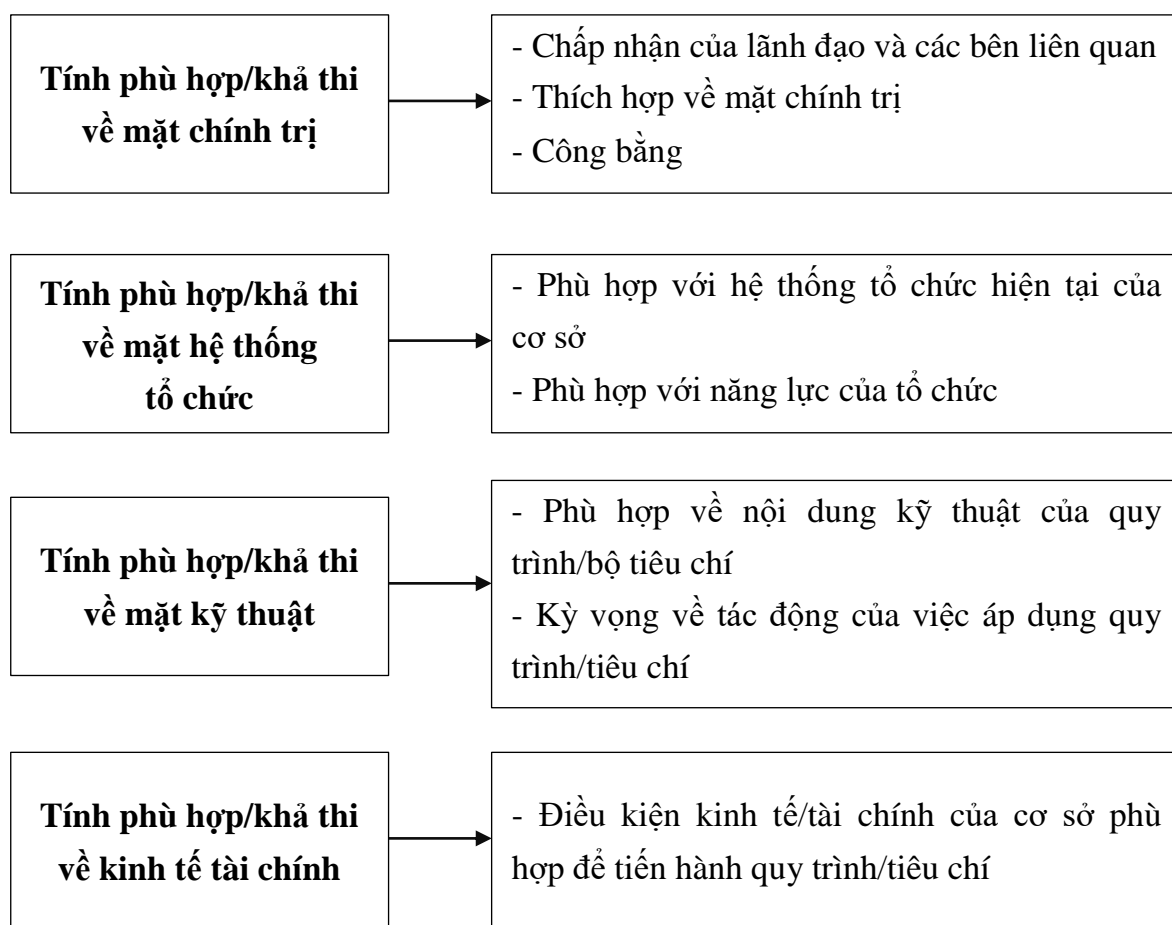 Tính phù hợp/khả thi
về mặt chính trị
- Chấp nhận của lãnh đạo và các bên liên quan
- Thích hợp về mặt chính trị
- Công bằng
Tính phù hợp/khả thi
về mặt hệ thống
tổ chức
- Phù hợp với hệ thống tổ chức hiện tại của
cơ sở
- Phù hợp với năng lực của tổ chức
Tính phù hợp/khả thi
về mặt kỹ thuật
- Phù hợp về nội dung kỹ thuật của quy
trình/bộ tiêu chí
- Kỳ vọng về tác động của việc áp dụng quy
trình/tiêu chí
Tính phù hợp/khả thi
về kinh tế tài chính
- Điều kiện kinh tế/tài chính của cơ sở phù
hợp để tiến hành quy trình/tiêu chí